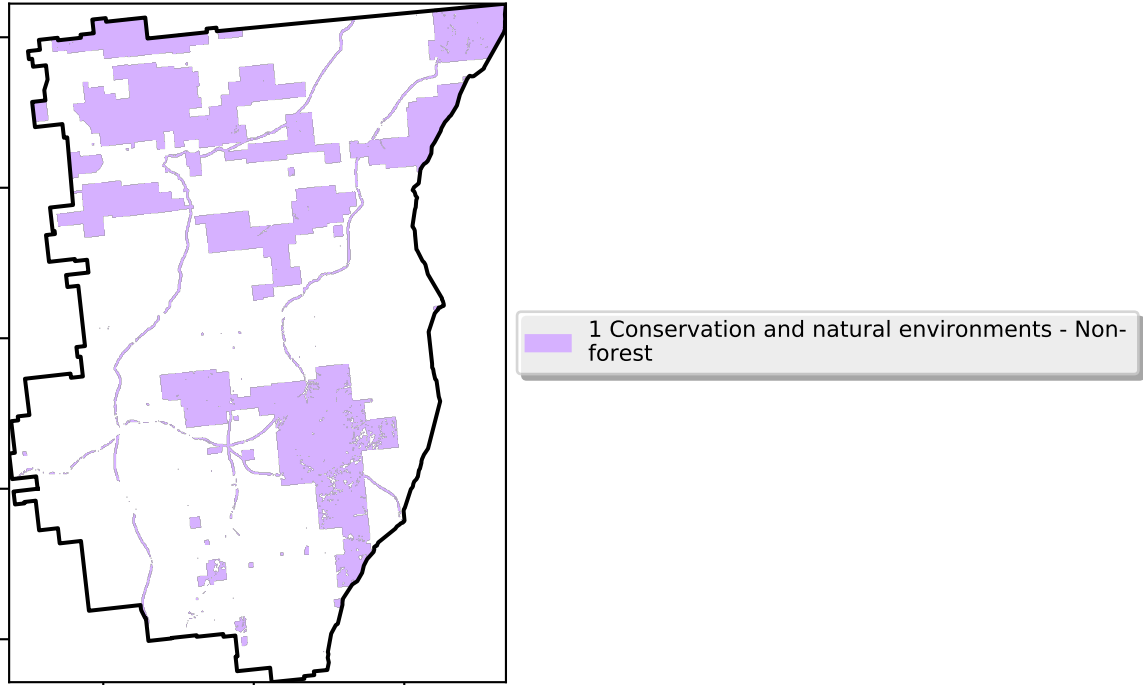 1 Conservation and natural environments - Non-
forest